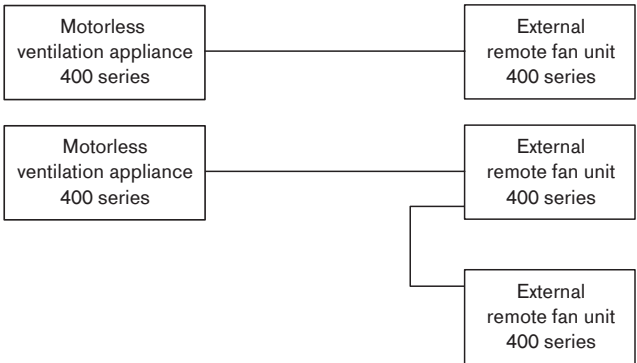 Motorless
ventilation appliance
400 series
External
remote fan unit
400 series
Motorless
ventilation appliance
400 series
External
remote fan unit
400 series
External
remote fan unit
400 series